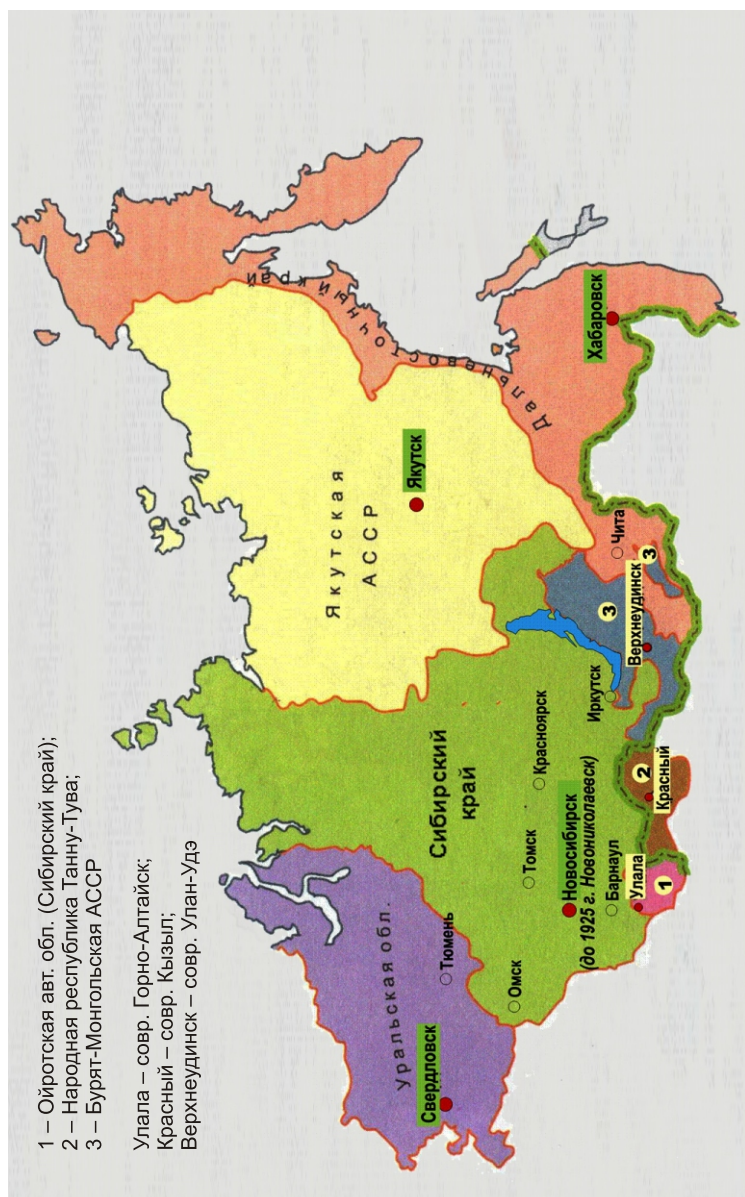 1 – Ойротская авт. обл. (Сибирский край);
2 – Народная республика Танну-Тува;
3 – Бурят-Монгольская АССР
Улала – совр. Горно-Алтайск;
Красный – совр. Кызыл;
Верхнеудинск – совр. Улан-Удэ
Уральская обл.
Свердловск
Тюмень
Омск
Сибирский
край
Томск
Красноярск
Новосибирск
(до 1925 г. Новониколаевск)
Барнаул
Улала
1
2
Красный
Иркутск
3
Верхнеудинск
3
Чита
Якутская
АССР
Якутск
Дальневосточный край
Хабаровск